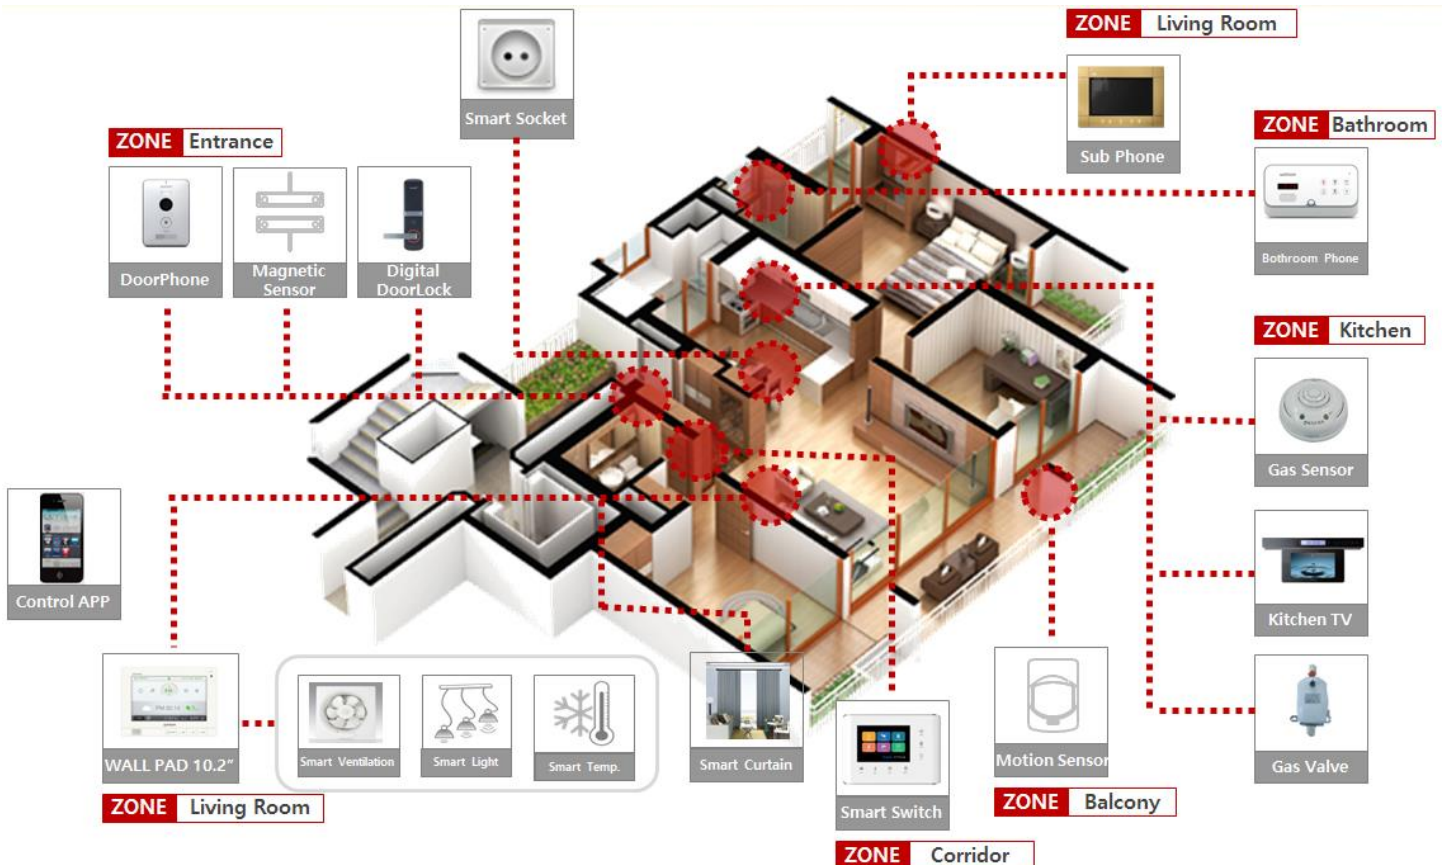 Smart Socket
ZONE Living Room
Sub Phone
ZONE Entrance
DoorPhone
Magnetic
Sensor
Digital
DoorLock
ZONE Bathroom
Bothroom Phone
ZONE Kitchen
Gas Sensor
Kitchen TV
Gas Valve
Control APP
WALL PAD 10.2”
ZONE Living Room
Smart Ventilation
Smart Light
Smart Temp.
Smart Curtain
Smart Switch
ZONE Corridor
Motion Sensor
ZONE Balcony